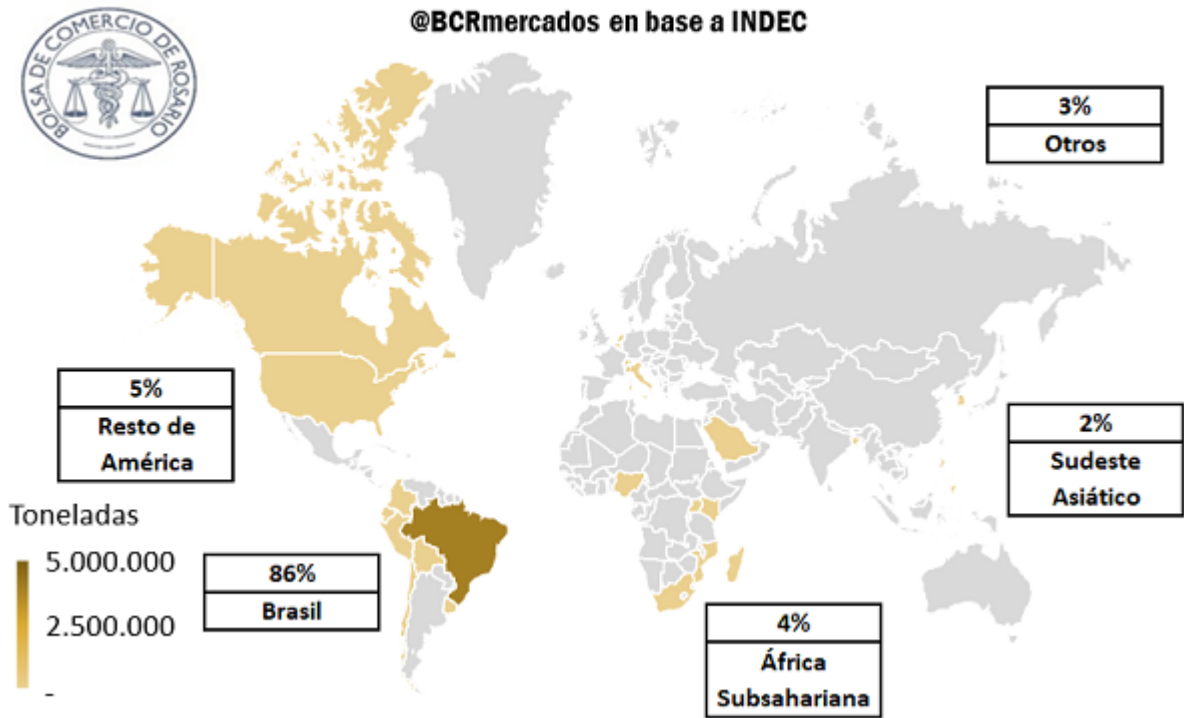 @BCRmercados en base a INDEC
BOLSA DE COMERCIO DE ROSARIO
3%
Otros
5%
Resto de
América
2%
Sudeste
Asiático
Toneladas
5.000.000
2.500.000
-
86%
Brasil
4%
África
Subsahariana